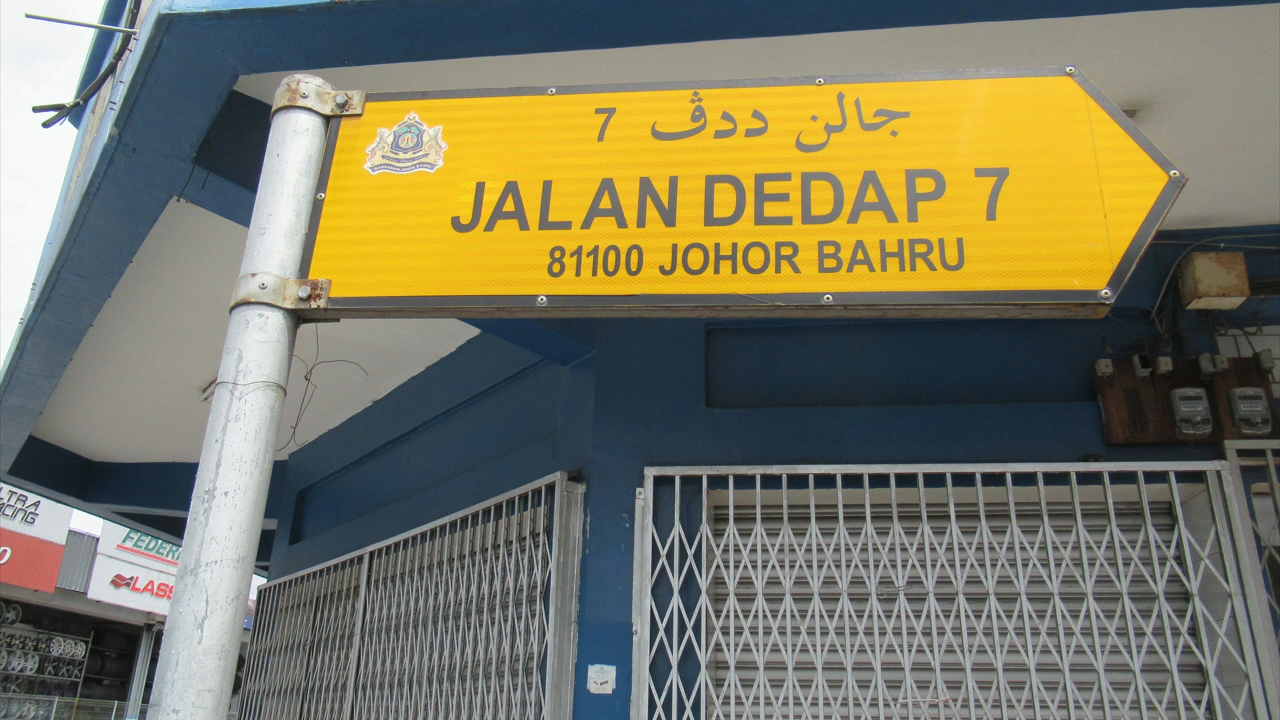 جالن ددڤ 7
JALAN DEDAP 7
81100 JOHOR BAHRU
FEDER
LASS